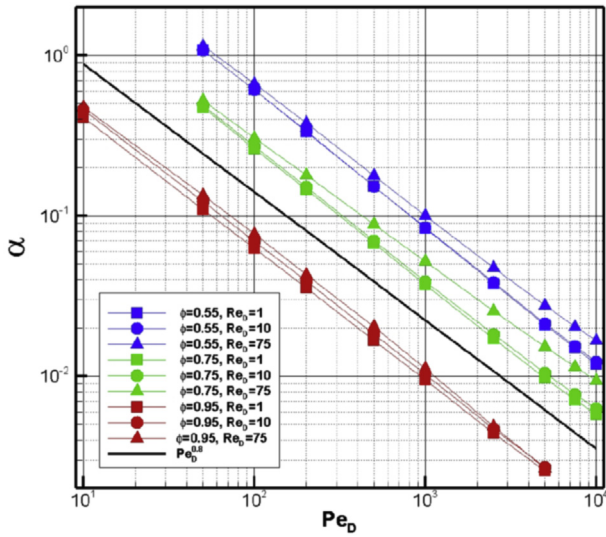 10⁰
10⁻¹
α
10⁻²
ϕ=0.55, Re_D=1
ϕ=0.55, Re_D=10
ϕ=0.55, Re_D=75
ϕ=0.75, Re_D=1
ϕ=0.75, Re_D=10
ϕ=0.75, Re_D=75
ϕ=0.95, Re_D=1
ϕ=0.95, Re_D=10
ϕ=0.95, Re_D=75
Pe_D^0.8
10¹ 10² 10³ 10⁴
Pe_D